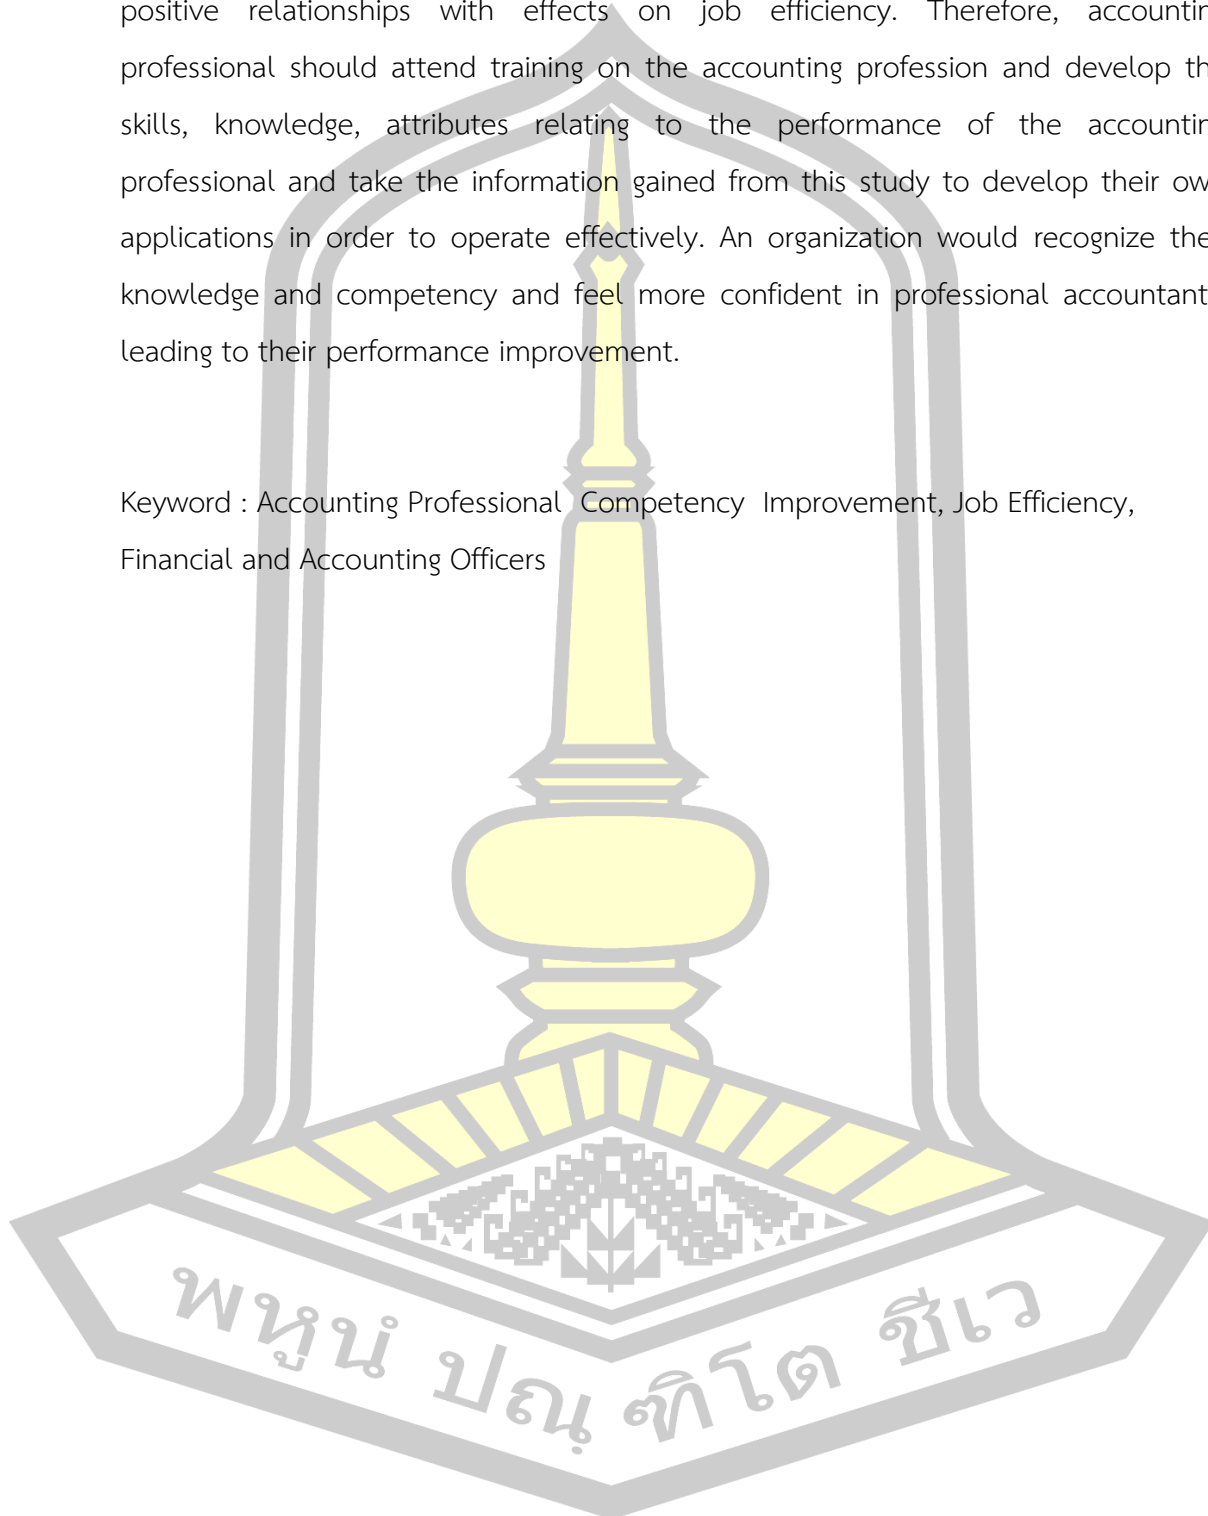 positive relationships with effects on job efficiency. Therefore, accountin
professional should attend training on the accounting profession and develop th
skills, knowledge, attributes relating to the performance of the accountin
professional and take the information gained from this study to develop their ow
applications in order to operate effectively. An organization would recognize the
knowledge and competency and feel more confident in professional accountant
leading to their performance improvement.
Keyword : Accounting Professional Competency Improvement, Job Efficiency,
Financial and Accounting Officers
พหูนํ ปณฺฑิโต ชีเว